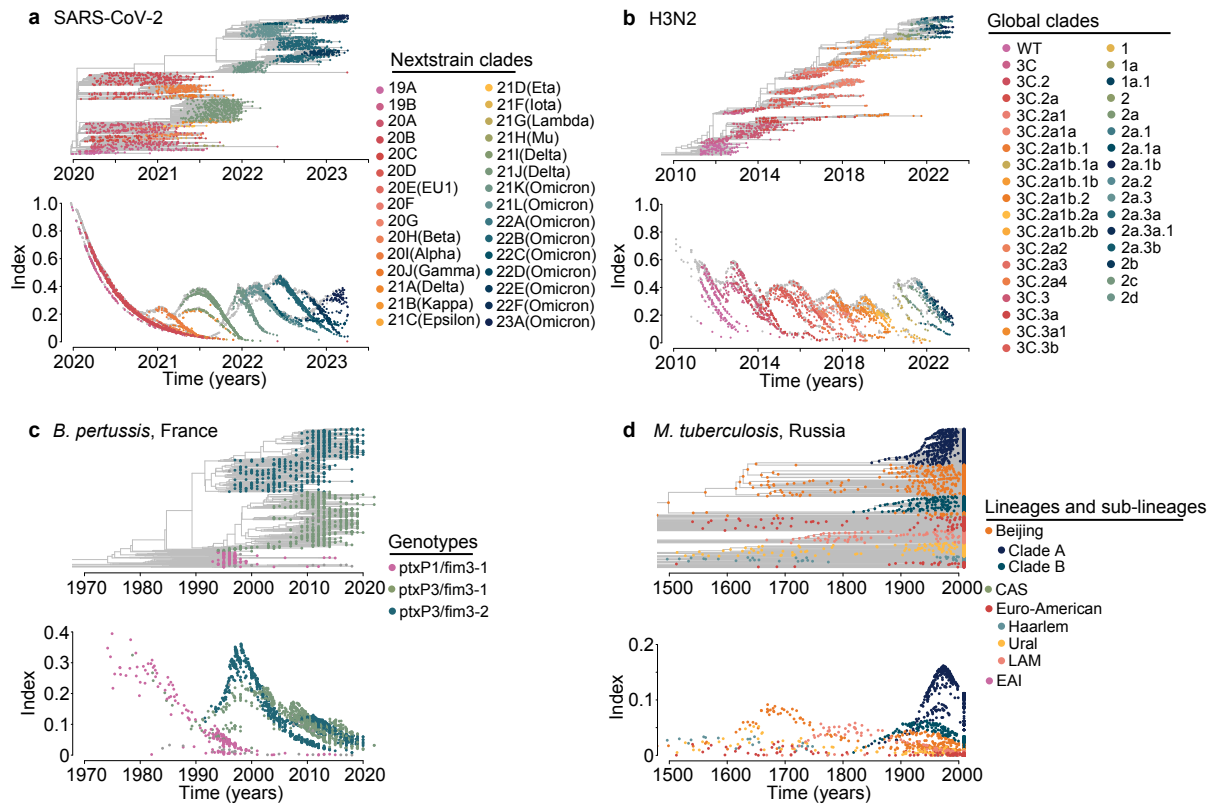 a SARS-CoV-2
2020 2021 2022 2023
Index
1.0
0.8
0.6
0.4
0.2
0
2020 2021 2022 2023
Time (years)
Nextstrain clades
19A
19B
20A
20B
20C
20D
20E(EU1)
20F
20G
20H(Beta)
20I(Alpha)
20J(Gamma)
21A(Delta)
21B(Kappa)
21C(Epsilon)
21D(Eta)
21F(Iota)
21G(Lambda)
21H(Mu)
21I(Delta)
21J(Delta)
21K(Omicron)
21L(Omicron)
22A(Omicron)
22B(Omicron)
22C(Omicron)
22D(Omicron)
22E(Omicron)
22F(Omicron)
23A(Omicron)
b H3N2
2010 2014 2018 2022
Index
1.0
0.8
0.6
0.4
0.2
0
2010 2014 2018 2022
Time (years)
Global clades
WT
3C
3C.2
3C.2a
3C.2a1
3C.2a1a
3C.2a1b.1
3C.2a1b.1a
3C.2a1b.1b
3C.2a1b.2
3C.2a1b.2a
3C.2a1b.2b
3C.2a2
3C.2a3
3C.2a4
3C.3
3C.3a
3C.3a1
3C.3b
1
1a
1a.1
2
2a
2a.1
2a.1a
2a.1b
2a.2
2a.3
2a.3a
2a.3a.1
2a.3b
2b
2c
2d
c B. pertussis, France
1970 1980 1990 2000 2010 2020
Index
0.4
0.3
0.2
0.1
0
1970 1980 1990 2000 2010 2020
Time (years)
Genotypes
ptxP1/fim3-1
ptxP3/fim3-1
ptxP3/fim3-2
d M. tuberculosis, Russia
1500 1600 1700 1800 1900 2000
Index
0.2
0.1
0
1500 1600 1700 1800 1900 2000
Time (years)
Lineages and sub-lineages
Beijing
Clade A
Clade B
CAS
Euro-American
Haarlem
Ural
LAM
EAI